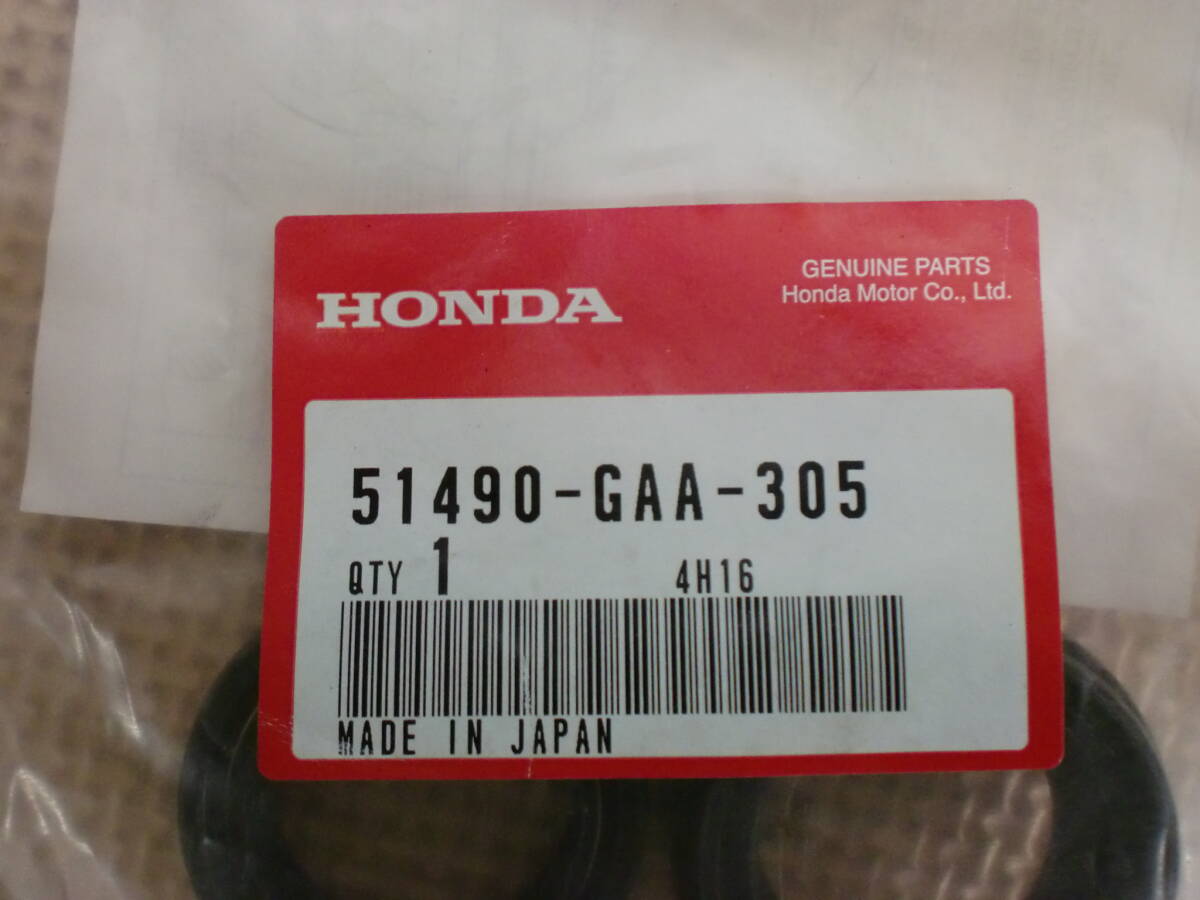 HONDA
GENUINE PARTS
Honda Motor Co., Ltd.
51490-GAA-305
QTY 1 4H16
MADE IN JAPAN